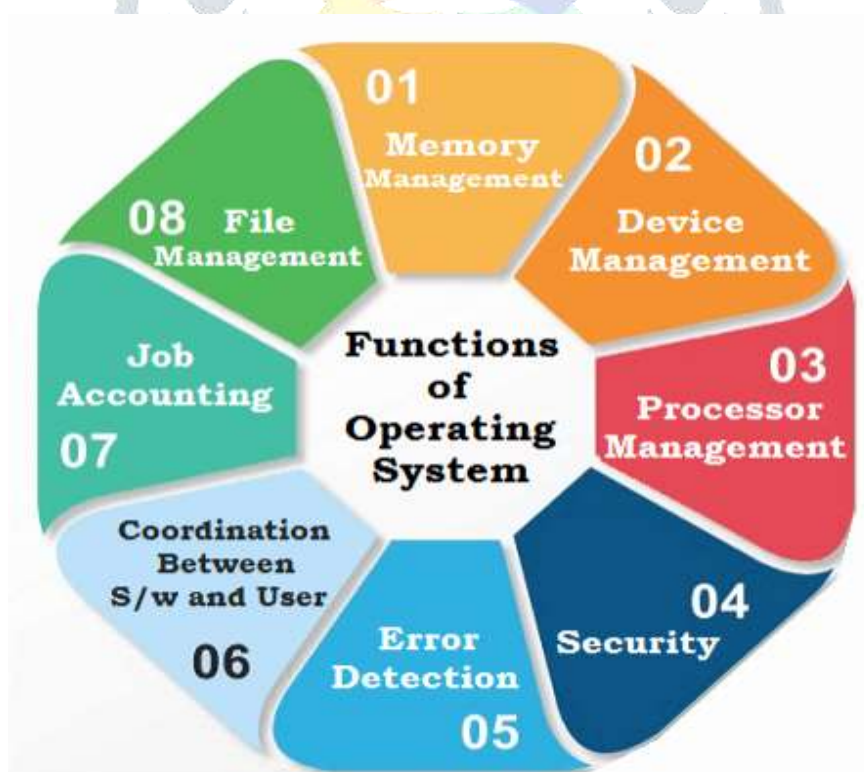 01
Memory
Management
02
Device
Management
03
Processor
Management
04
Security
Error
Detection
05
Coordination
Between
S/w and User
06
Job
Accounting
07
08 File
Management
Functions
of
Operating
System